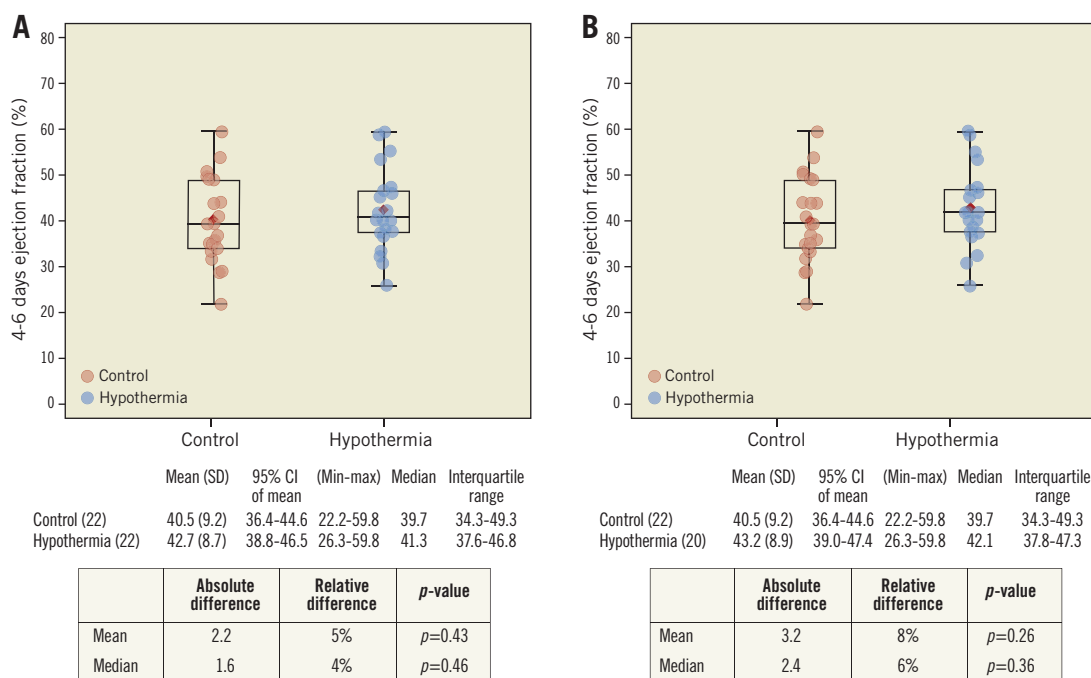 A
4-6 days ejection fraction (%)
80
70
60
50
40
30
20
10
0
Control
Hypothermia
Control Hypothermia
Mean (SD) 95% CI of mean (Min-max) Median Interquartile range
Control (22) 40.5 (9.2) 36.4-44.6 22.2-59.8 39.7 34.3-49.3
Hypothermia (22) 42.7 (8.7) 38.8-46.5 26.3-59.8 41.3 37.6-46.8
Absolute difference Relative difference p-value
Mean 2.2 5% p=0.43
Median 1.6 4% p=0.46
B
4-6 days ejection fraction (%)
80
70
60
50
40
30
20
10
0
Control
Hypothermia
Control Hypothermia
Mean (SD) 95% CI of mean (Min-max) Median Interquartile range
Control (22) 40.5 (9.2) 36.4-44.6 22.2-59.8 39.7 34.3-49.3
Hypothermia (20) 43.2 (8.9) 39.0-47.4 26.3-59.8 42.1 37.8-47.3
Absolute difference Relative difference p-value
Mean 3.2 8% p=0.26
Median 2.4 6% p=0.36